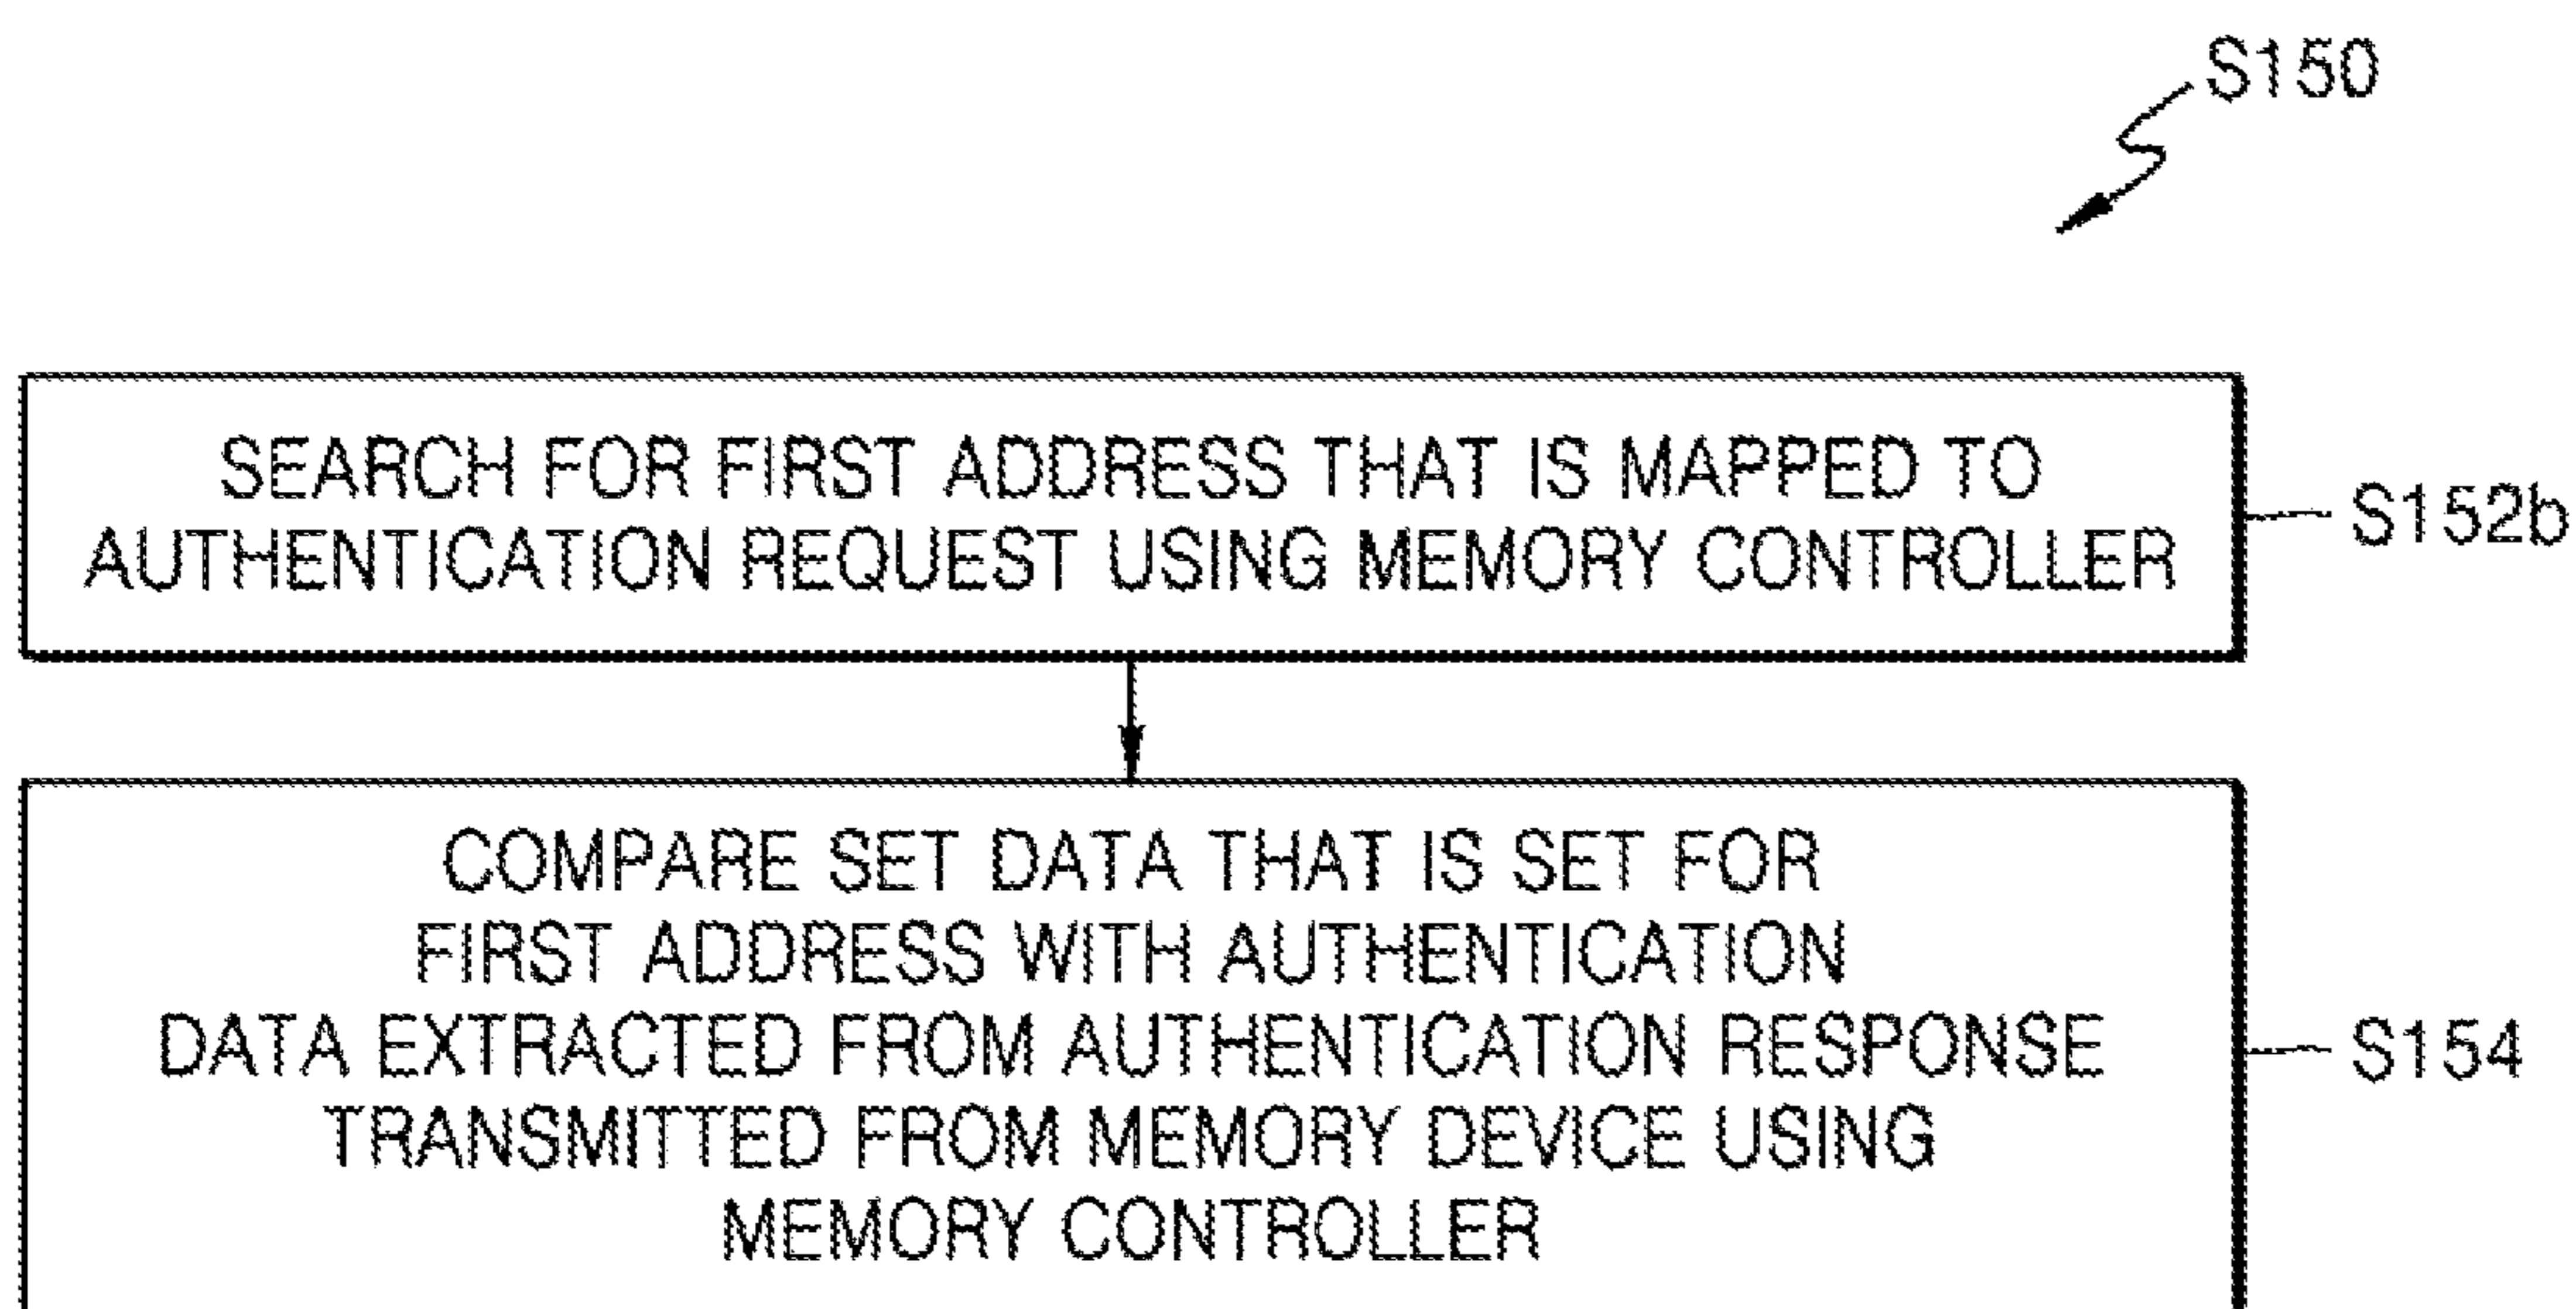 S150
SEARCH FOR FIRST ADDRESS THAT IS MAPPED TO
AUTHENTICATION REQUEST USING MEMORY CONTROLLER
S152b
COMPARE SET DATA THAT IS SET FOR
FIRST ADDRESS WITH AUTHENTICATION
DATA EXTRACTED FROM AUTHENTICATION RESPONSE
TRANSMITTED FROM MEMORY DEVICE USING
MEMORY CONTROLLER
S154